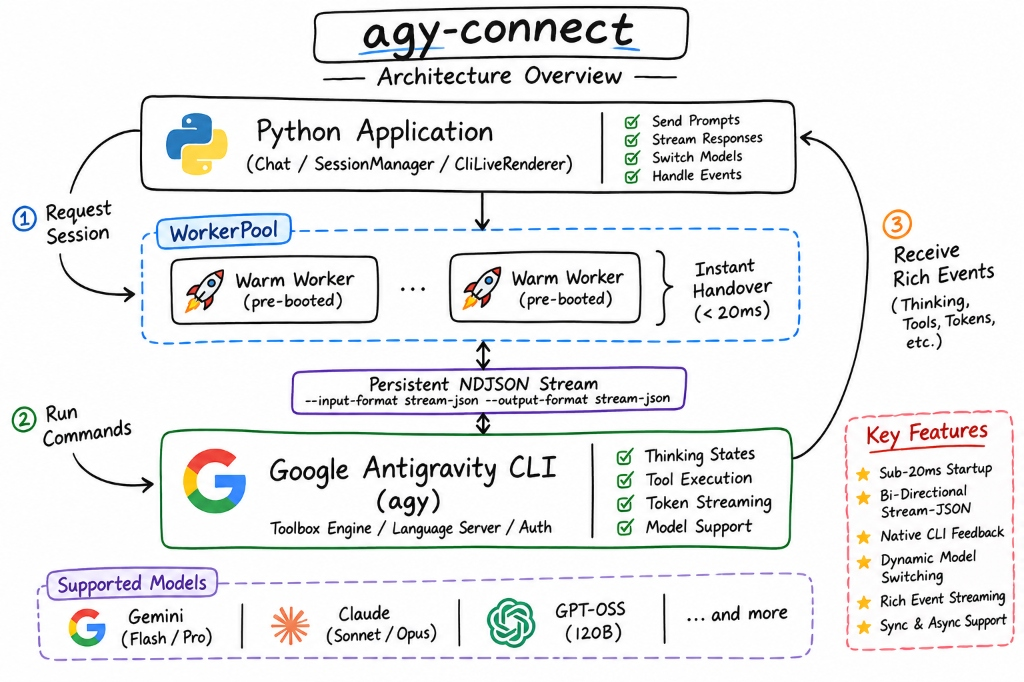 agy-connect
Architecture Overview
Python Application
(Chat / SessionManager / CliLiveRenderer)
Send Prompts
Stream Responses
Switch Models
Handle Events
1
Request
Session
WorkerPool
Warm Worker
(pre-booted)
...
Warm Worker
(pre-booted)
Instant
Handover
(< 20ms)
3
Receive
Rich Events
(Thinking,
Tools, Tokens,
etc.)
Persistent NDJSON Stream
--input-format stream-json --output-format stream-json
2
Run
Commands
Google Antigravity CLI
(agy)
Toolbox Engine / Language Server / Auth
Thinking States
Tool Execution
Token Streaming
Model Support
Key Features
Sub-20ms Startup
Bi-Directional
Stream-JSON
Native CLI Feedback
Dynamic Model
Switching
Rich Event Streaming
Sync & Async Support
Supported Models
Gemini
(Flash / Pro)
Claude
(Sonnet / Opus)
GPT-OSS
(120B)
... and more